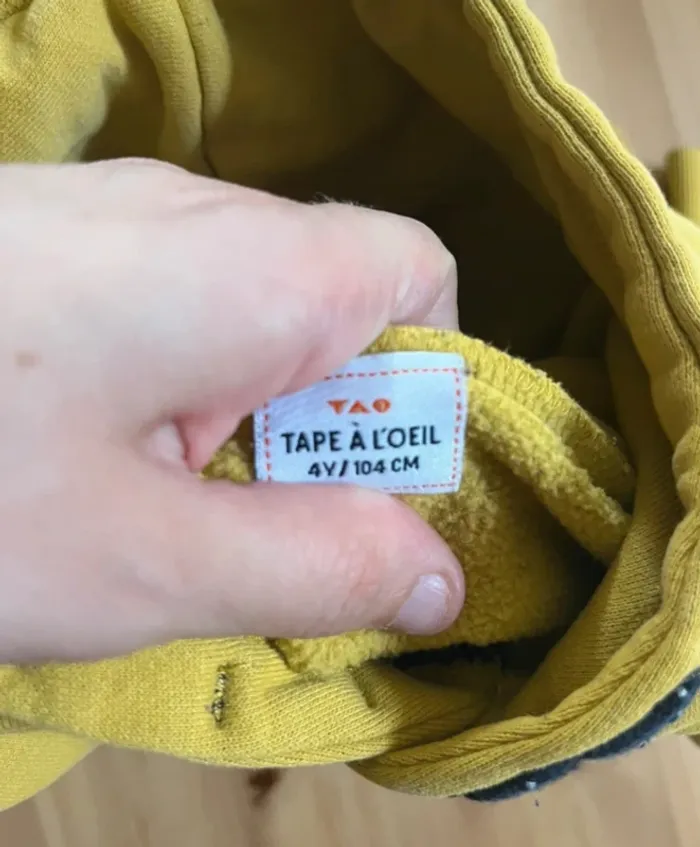 TAO
TAPE À L'OEIL
4Y/104 CM